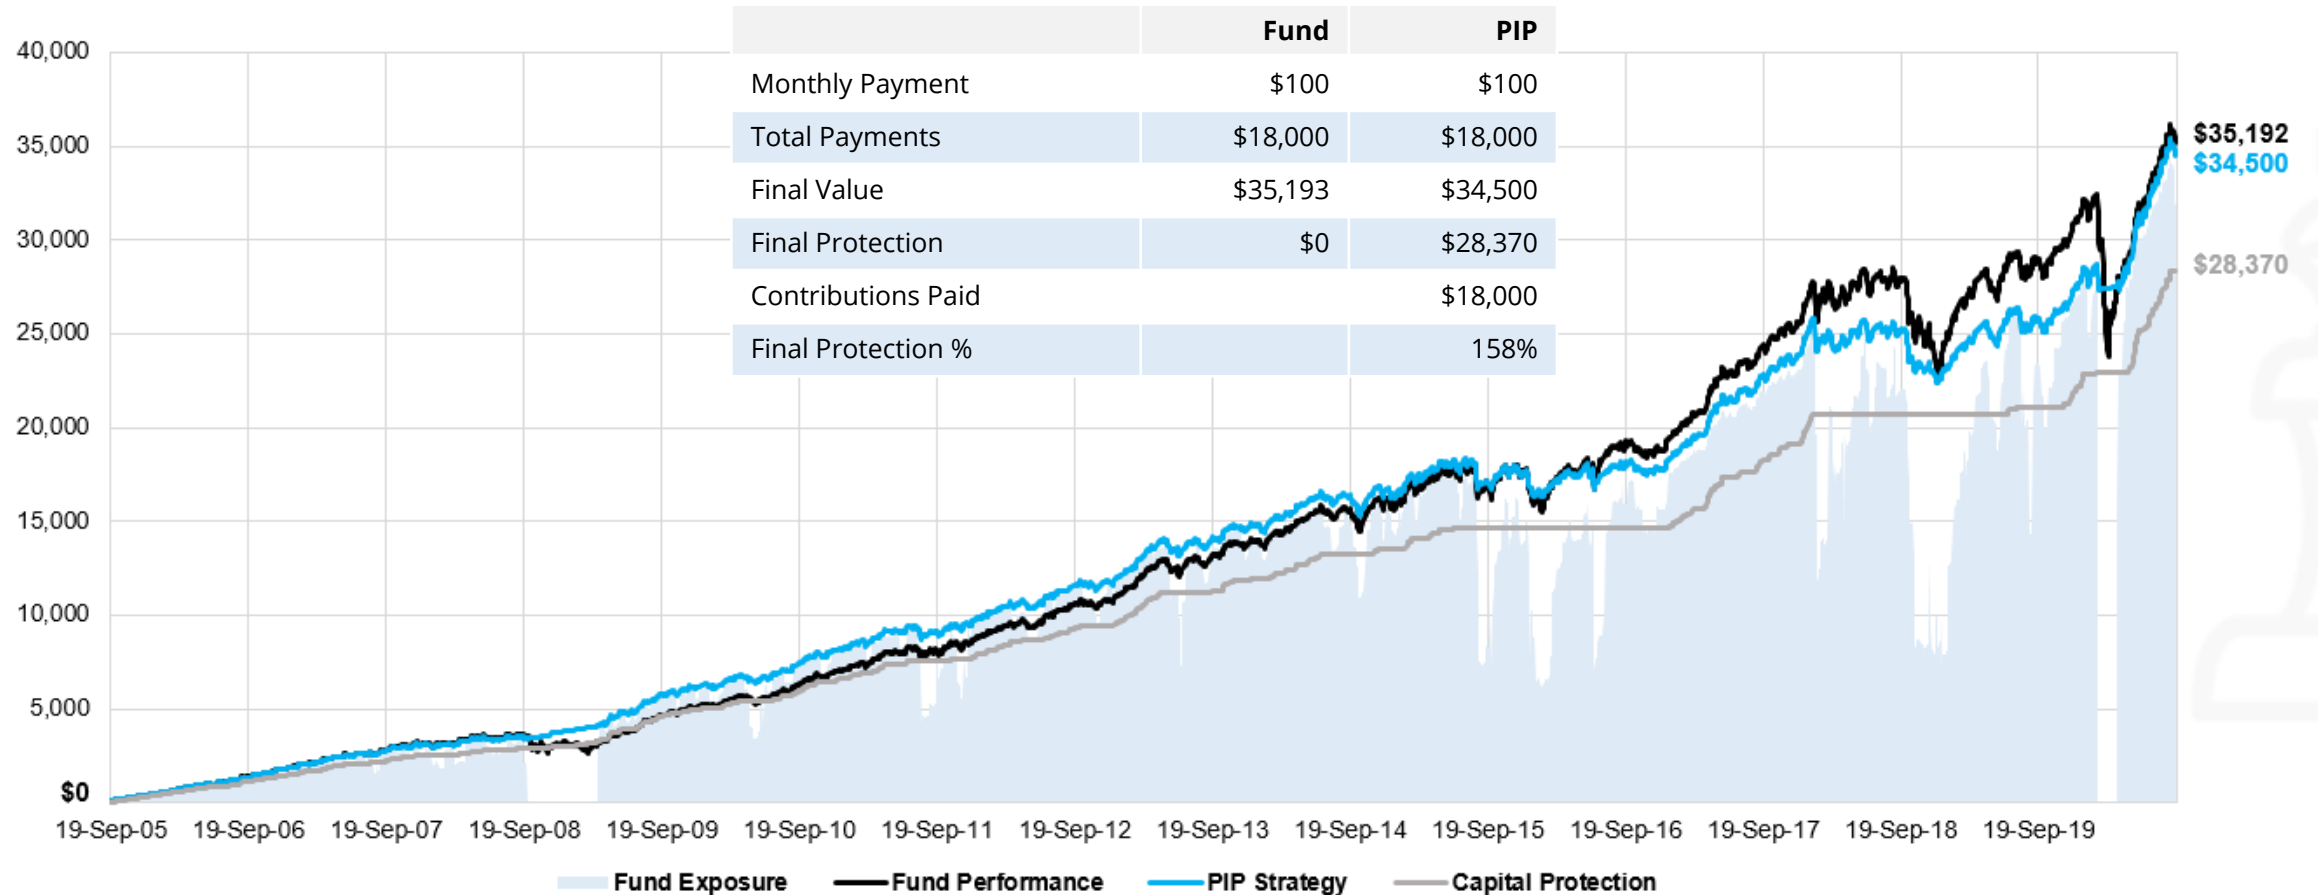 Fund PIP
Monthly Payment $100 $100
Total Payments $18,000 $18,000
Final Value $35,193 $34,500
Final Protection $0 $28,370
Contributions Paid $18,000
Final Protection % 158%
40,000
35,000
30,000
25,000
20,000
15,000
10,000
5,000
$0
$35,192
$34,500
$28,370
19-Sep-05 19-Sep-06 19-Sep-07 19-Sep-08 19-Sep-09 19-Sep-10 19-Sep-11 19-Sep-12 19-Sep-13 19-Sep-14 19-Sep-15 19-Sep-16 19-Sep-17 19-Sep-18 19-Sep-19
Fund Exposure Fund Performance PIP Strategy Capital Protection